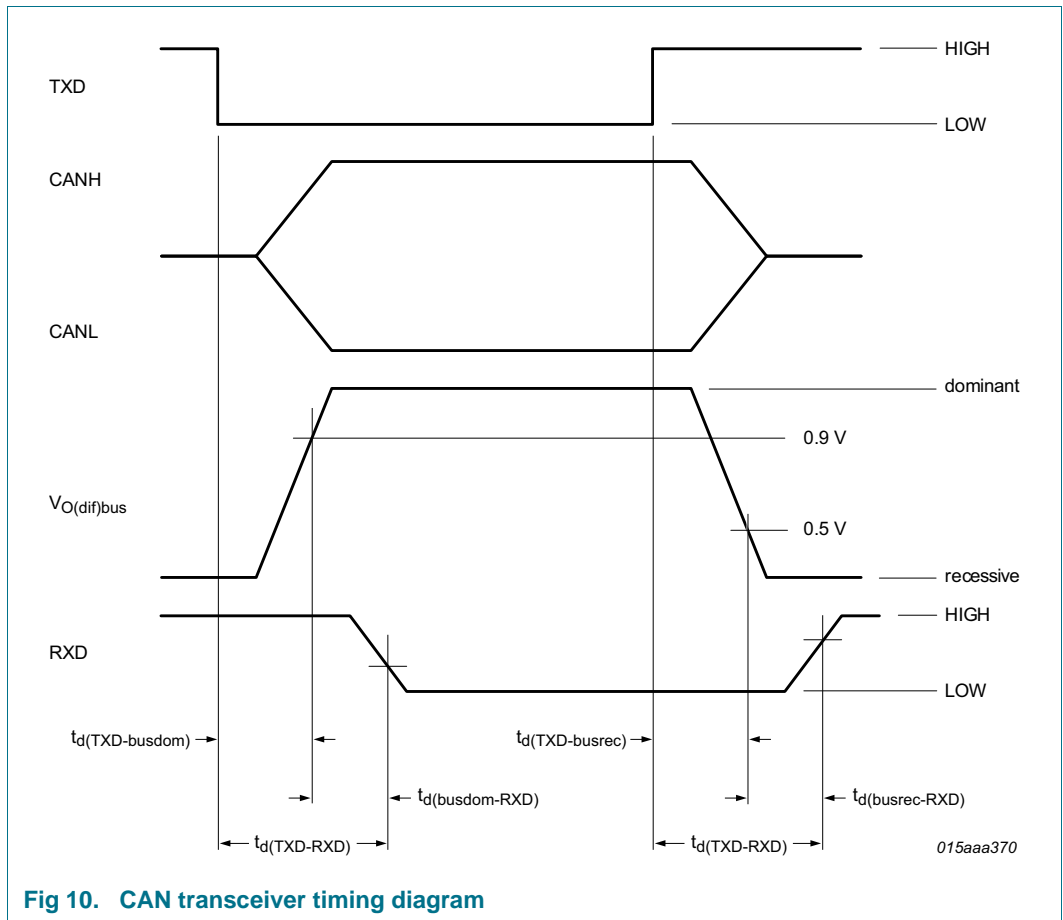 HIGH
TXD
LOW
CANH
CANL
dominant
0.9 V
VO(dif)bus
0.5 V
recessive
HIGH
RXD
LOW
td(TXD-busdom)
td(TXD-busrec)
td(busdom-RXD)
td(busrec-RXD)
td(TXD-RXD)
td(TXD-RXD)
015aaa370
Fig 10. CAN transceiver timing diagram